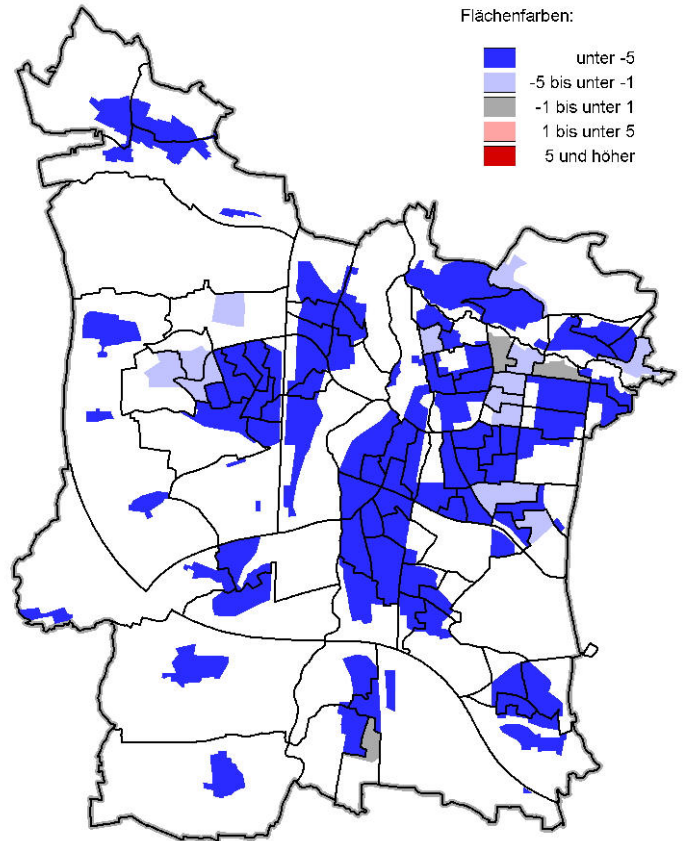 Flächenfarben:
unter -5
-5 bis unter -1
-1 bis unter 1
1 bis unter 5
5 und höher